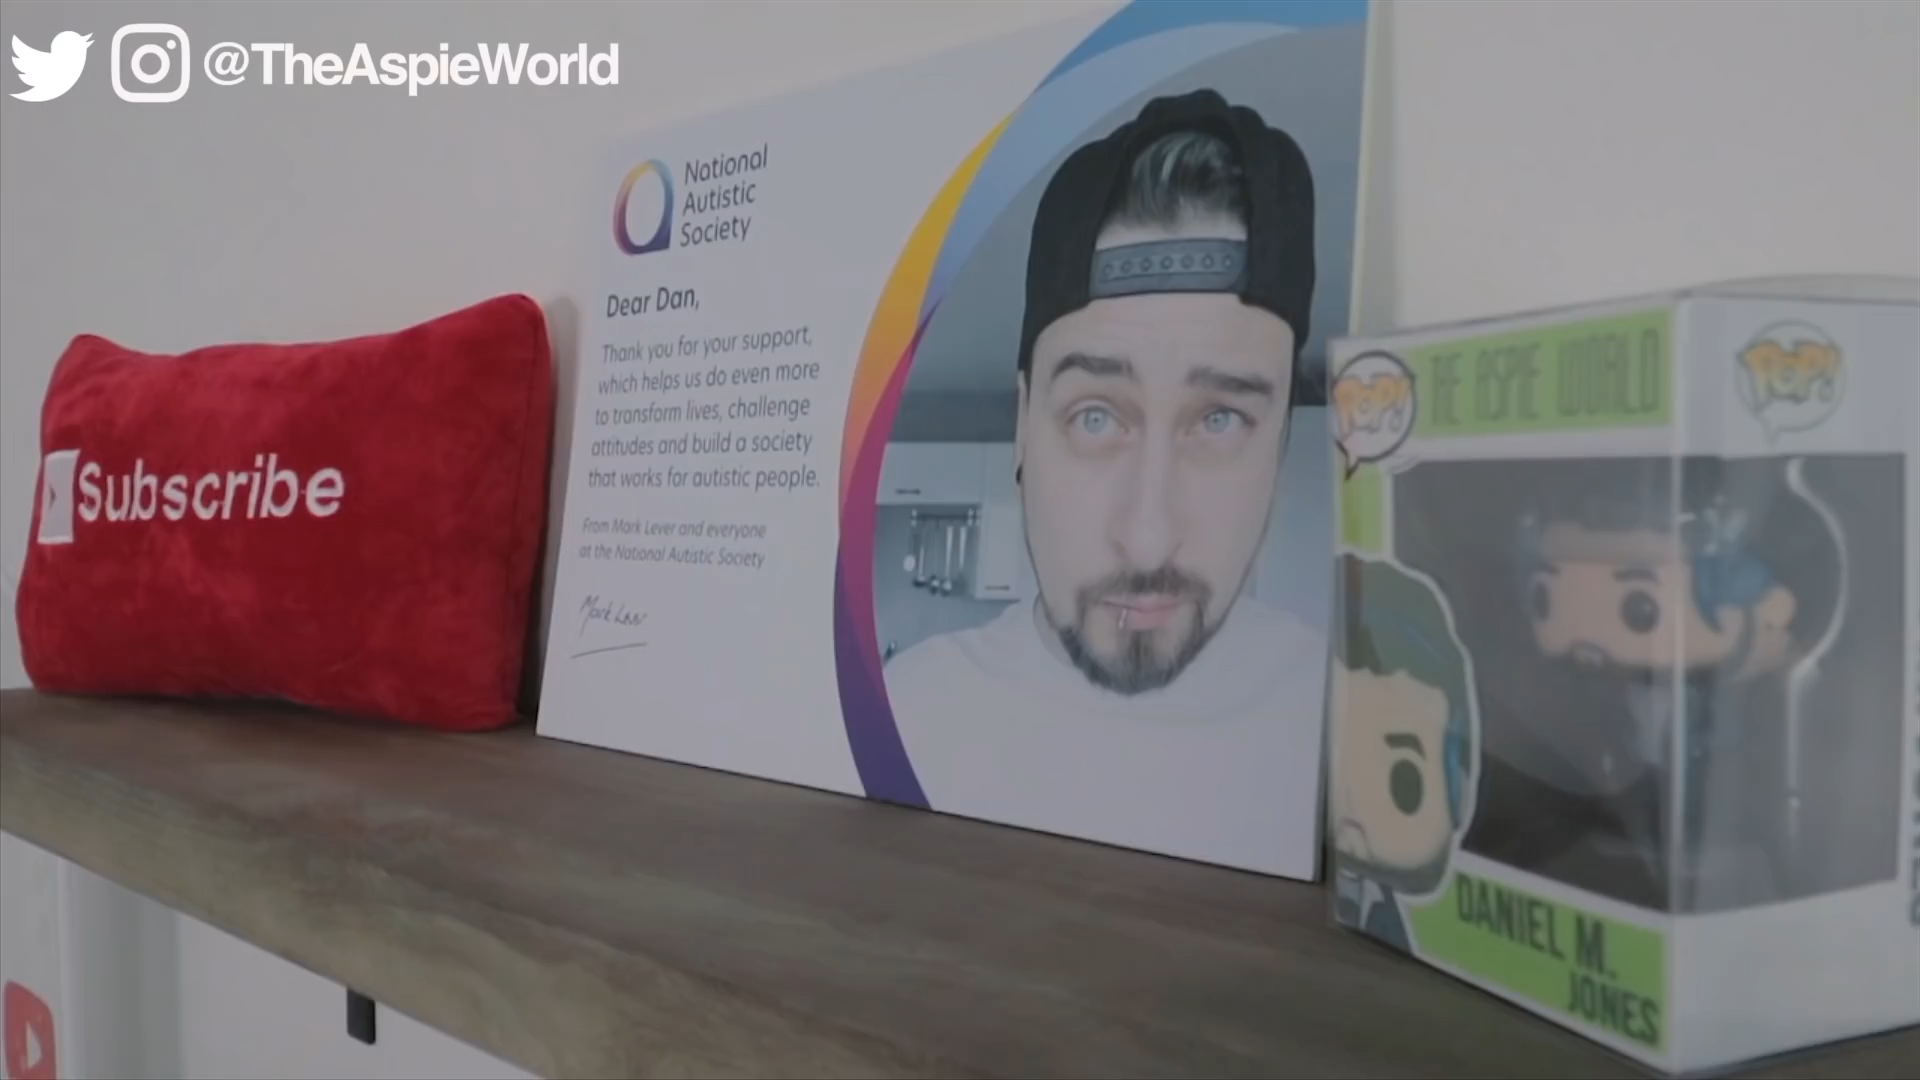 @TheAspieWorld
National
Autistic
Society
Dear Dan,
Thank you for your support,
which helps us do even more
to transform lives, challenge
attitudes and build a society
that works for autistic people.
From Mark Lever and everyone
at the National Autistic Society
Mark Lever
Subscribe
POP!
THE ASPIE WORLD
POP!
DANIEL M.
JONES